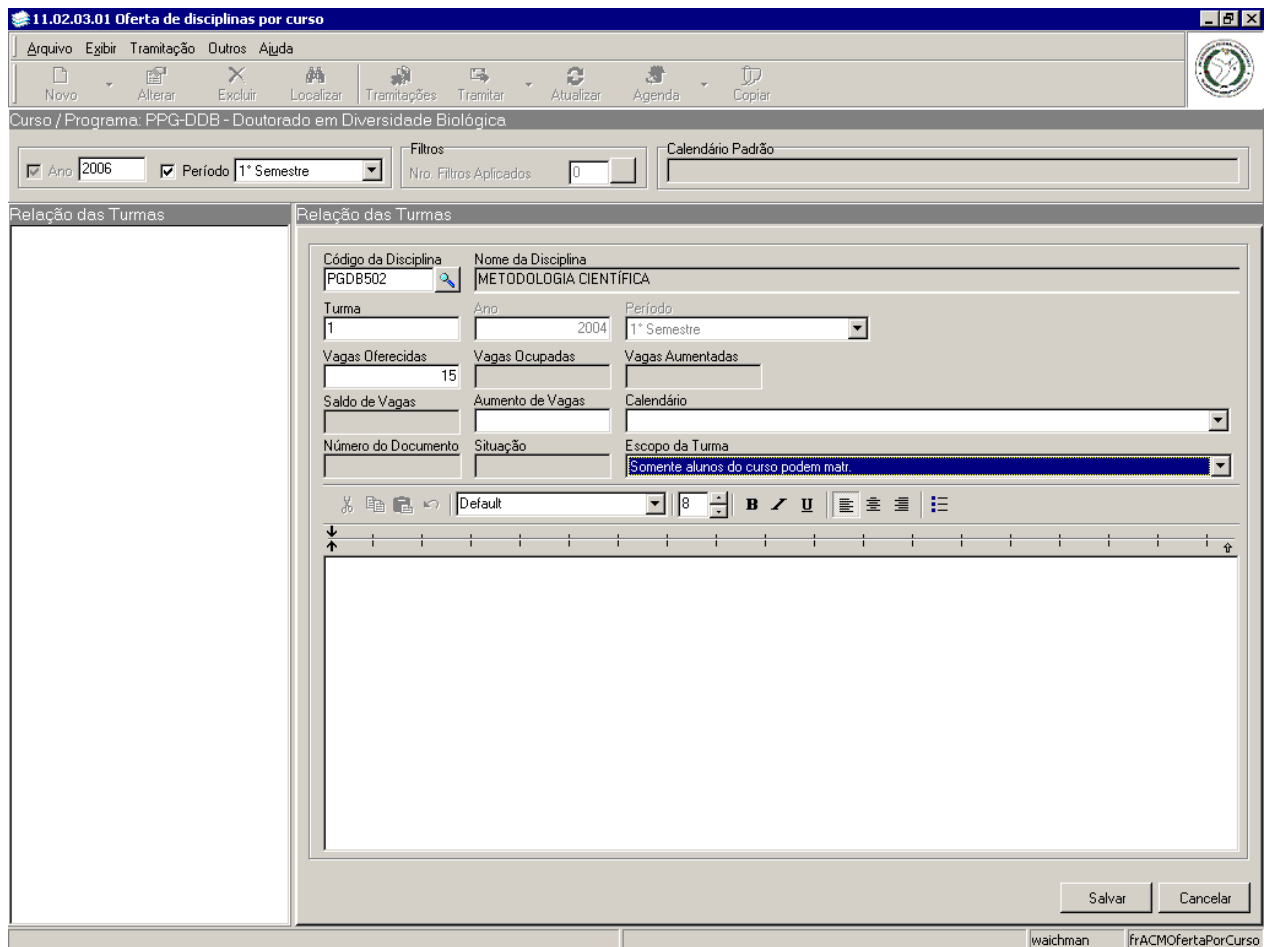 11.02.03.01 Oferta de disciplinas por curso
Arquivo Exibir Tramitação Outros Ajuda
Novo Alterar Excluir Localizar Tramitações Tramitar Atualizar Agenda Copiar
Curso / Programa: PPG-DDB - Doutorado em Diversidade Biológica
Filtros Calendário Padrão
Ano 2006 Período 1° Semestre Nro. Filtros Aplicados 0
Relação das Turmas Relação das Turmas
Código da Disciplina Nome da Disciplina
PGDB502 METODOLOGIA CIENTÍFICA
Turma Ano Período
1 2004 1° Semestre
Vagas Oferecidas Vagas Ocupadas Vagas Aumentadas
15
Saldo de Vagas Aumento de Vagas Calendário
Número do Documento Situação Escopo da Turma
Somente alunos do curso podem matr.
Default 8 B I U
Salvar Cancelar
waichman frACMOfertaPorCurso